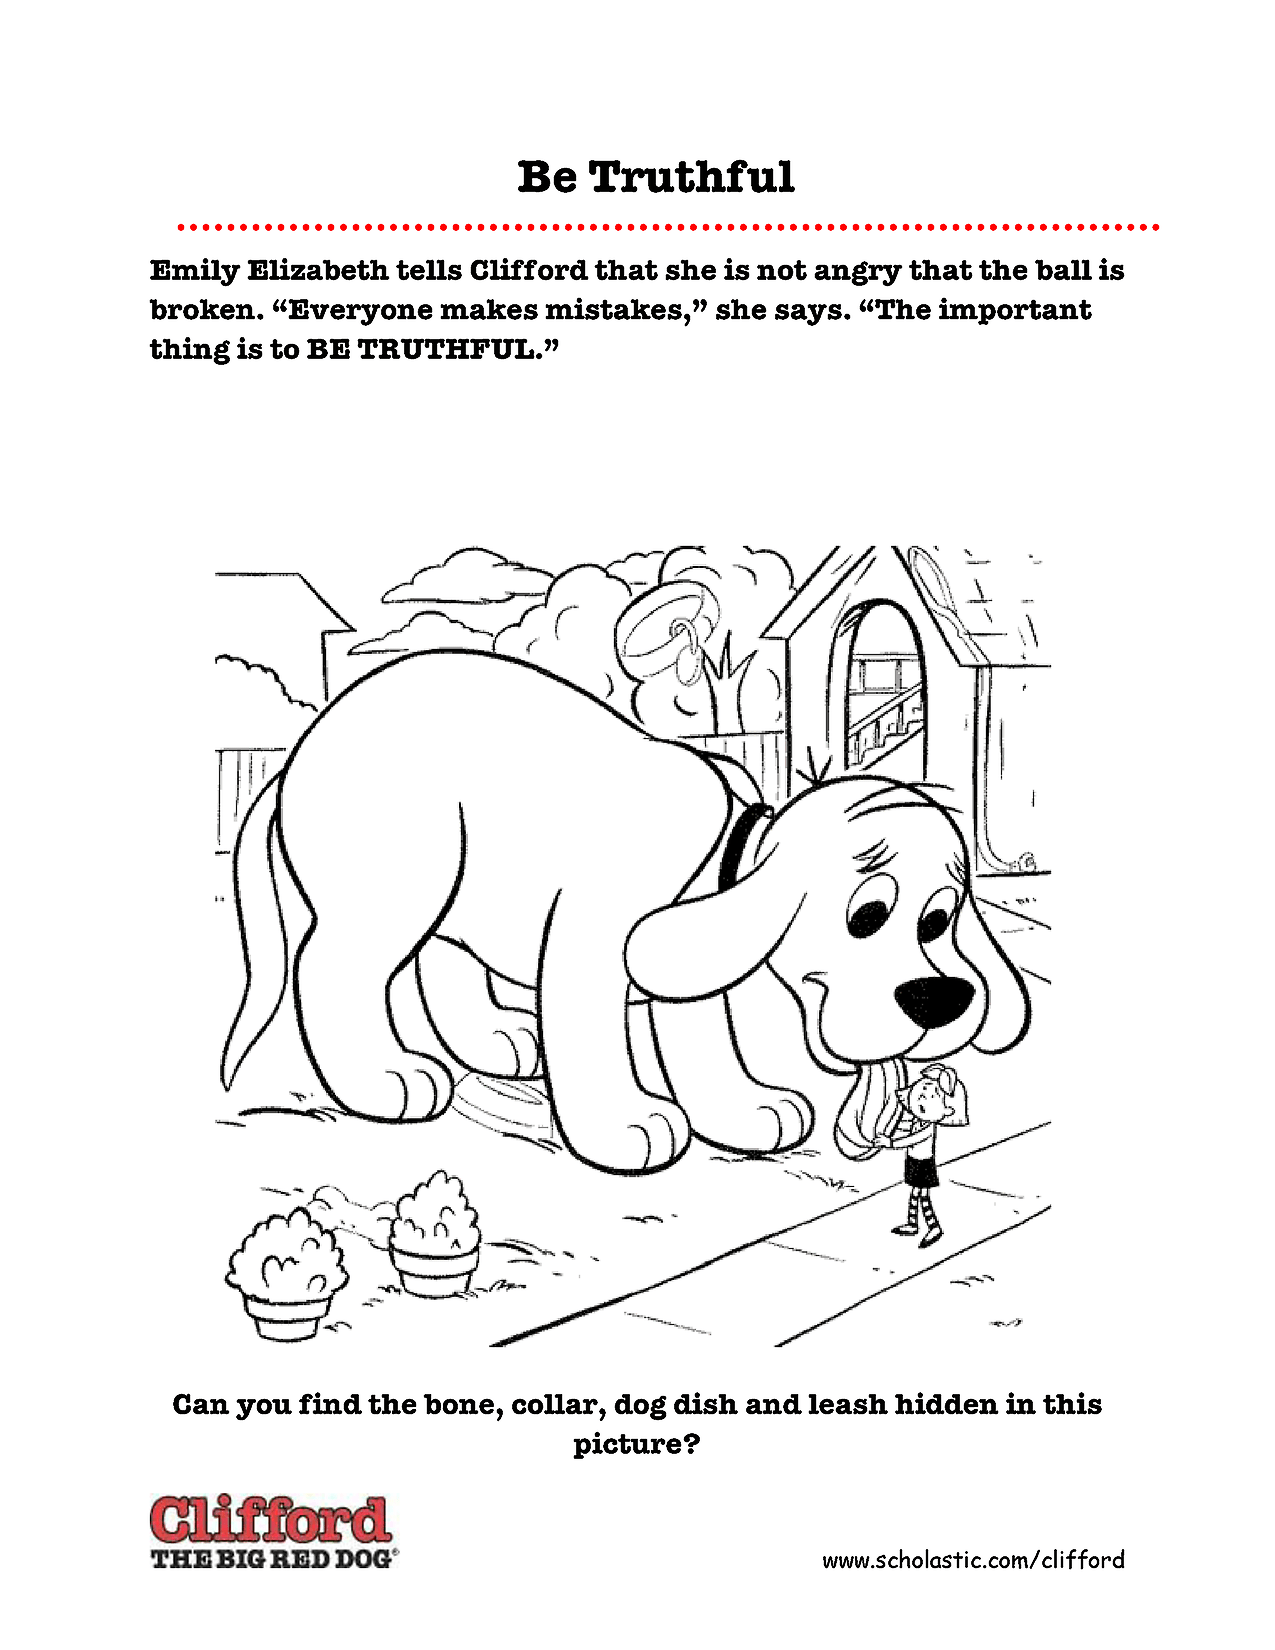 Be Truthful
Emily Elizabeth tells Clifford that she is not angry that the ball is
broken. “Everyone makes mistakes,” she says. “The important
thing is to BE TRUTHFUL.”
Can you find the bone, collar, dog dish and leash hidden in this
picture?
Clifford
THE BIG RED DOG®
www.scholastic.com/clifford